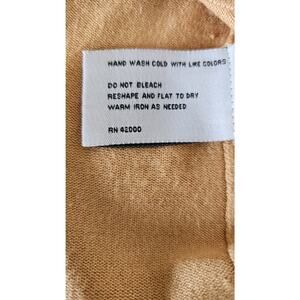 HAND WASH COLD WITH LIKE COLORS
DO NOT BLEACH
RESHAPE AND FLAT TO DRY
WARM IRON AS NEEDED
RN 42000